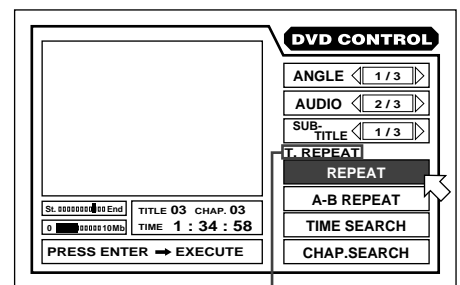 DVD CONTROL
ANGLE 1 / 3
AUDIO 2 / 3
SUB-TITLE 1 / 3
T. REPEAT
REPEAT
A-B REPEAT
TIME SEARCH
CHAP.SEARCH
St. End
0 10Mb
TITLE 03 CHAP. 03
TIME 1 : 34 : 58
PRESS ENTER ➞ EXECUTE